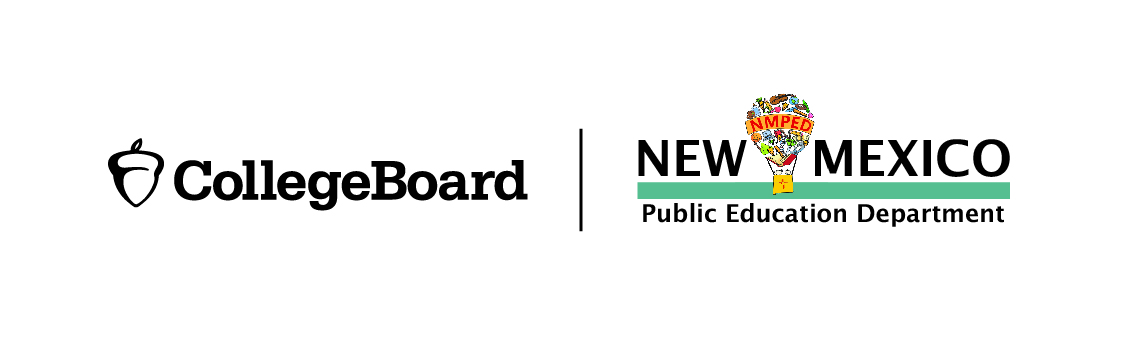 CollegeBoard
NMPED
NEW MEXICO
Public Education Department